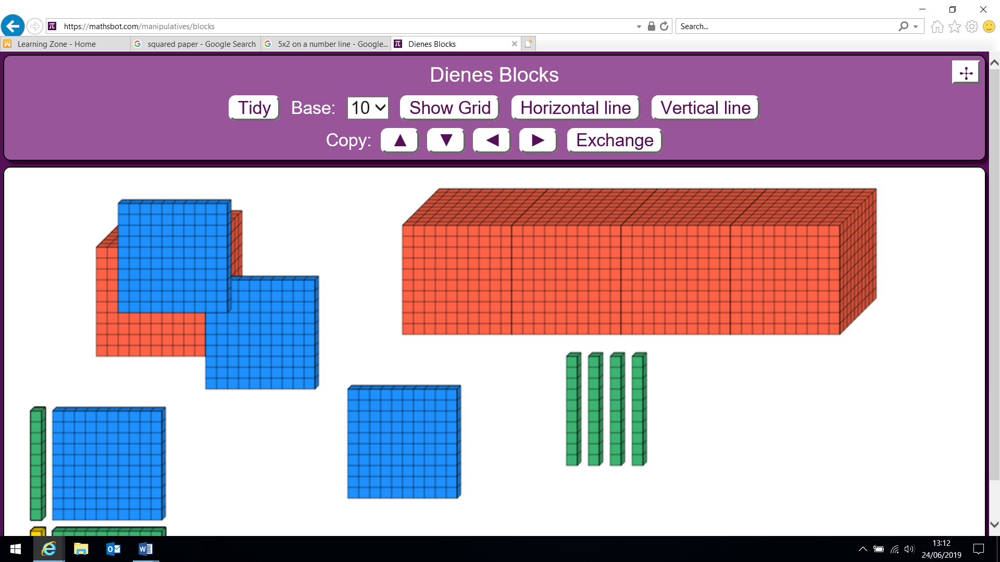 https://mathsbot.com/manipulatives/blocks
Search...
Learning Zone - Home
squared paper - Google Search
5x2 on a number line - Google...
Dienes Blocks
Dienes Blocks
Tidy Base: 10 Show Grid Horizontal line Vertical line
Copy: ▲ ▼ ◀ ▶ Exchange
13:12
24/06/2019